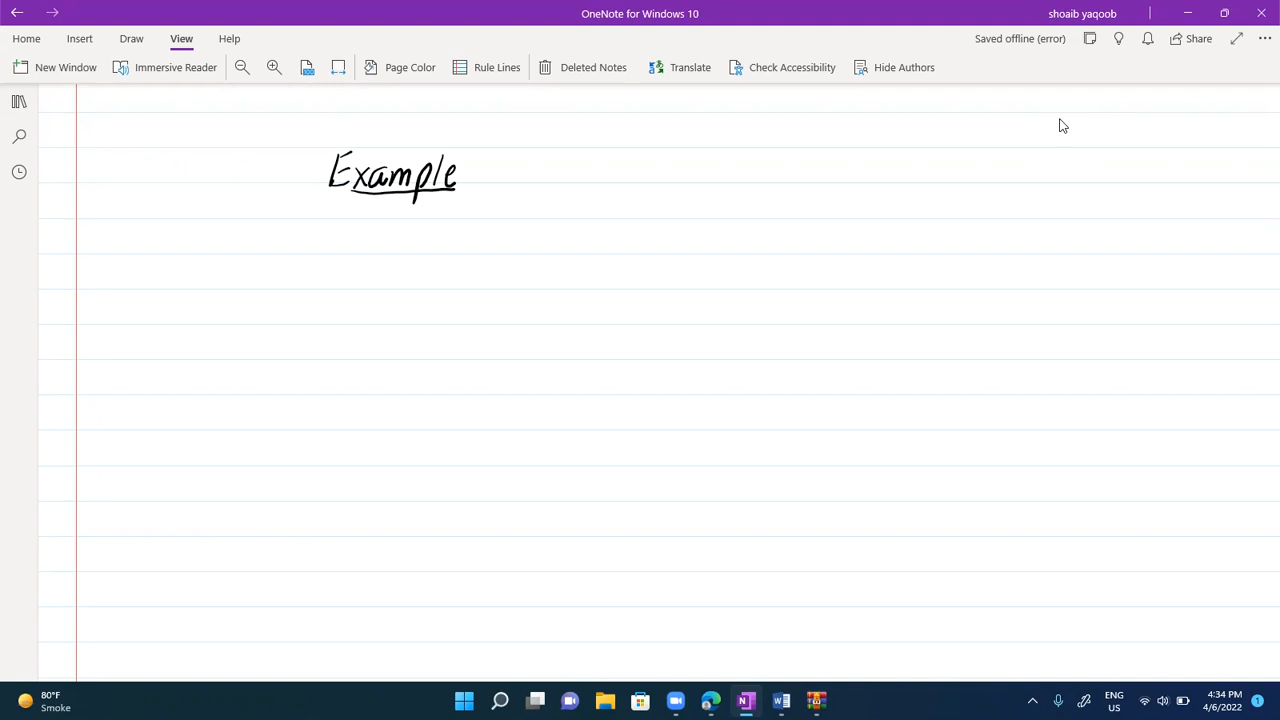 OneNote for Windows 10
shoaib yaqoob
Home Insert Draw View Help
Saved offline (error)
Share
New Window Immersive Reader Page Color Rule Lines Deleted Notes Translate Check Accessibility Hide Authors
Example
80°F
Smoke
ENG
US
4:34 PM
4/6/2022
1